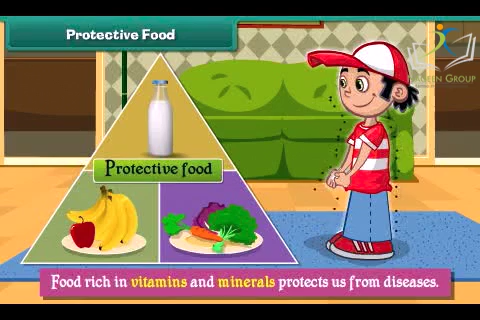 Protective Food
Protective food
Food rich in vitamins and minerals protects us from diseases.